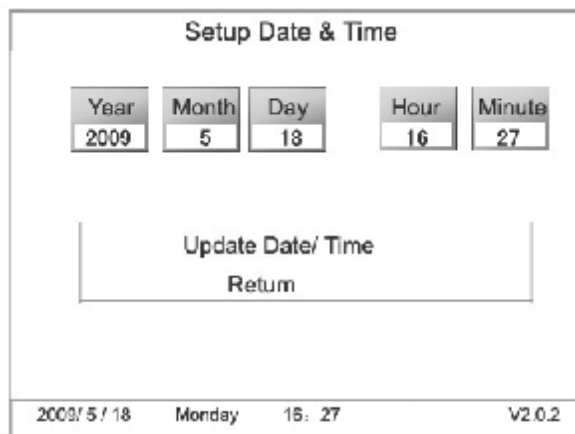 Setup Date & Time
Year Month Day Hour Minute
2009 5 18 16 27
Update Date/ Time
Return
2009/ 5 / 18 Monday 16: 27 V2.0.2